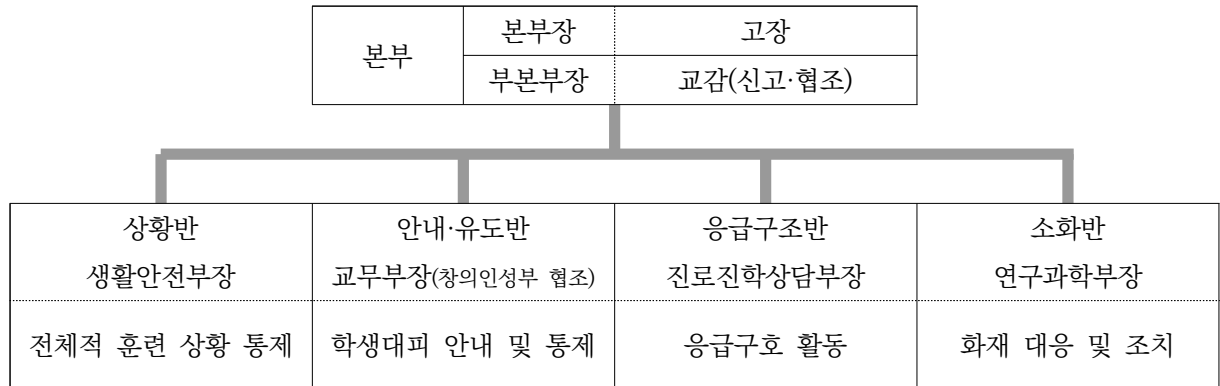 본부
본부장 고장
부본부장 교감(신고·협조)
상황반 안내·유도반 응급구조반 소화반
생활안전부장 교무부장(창의인성부 협조) 진로진학상담부장 연구과학부장
전체적 훈련 상황 통제 학생대피 안내 및 통제 응급구호 활동 화재 대응 및 조치